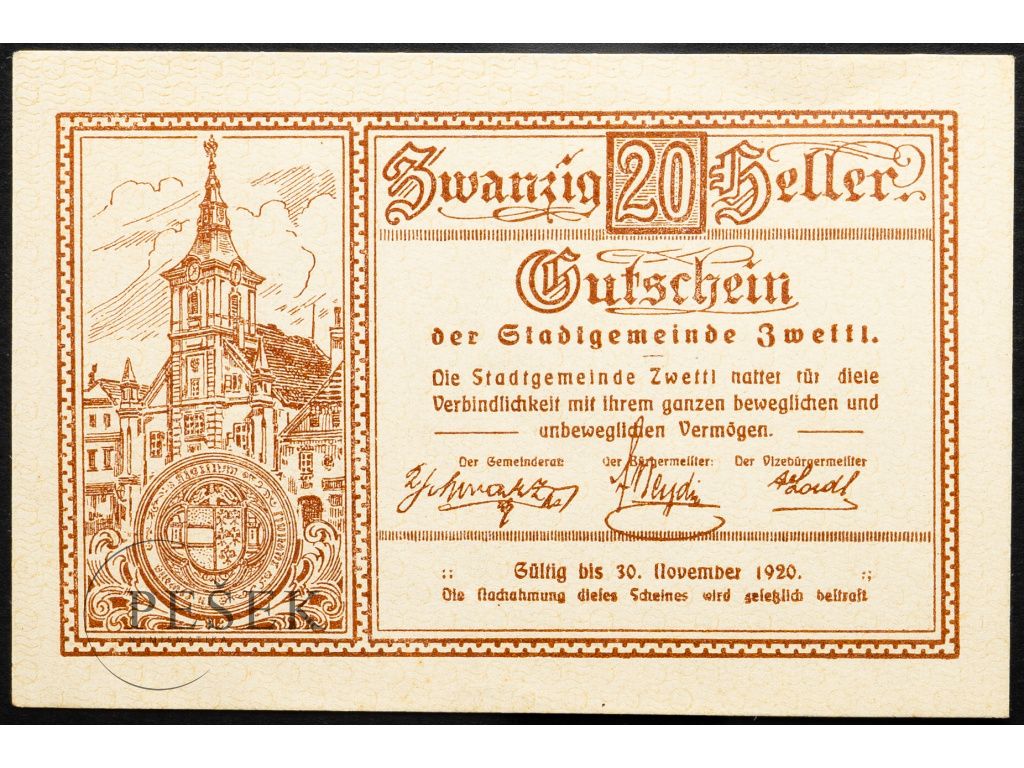 Zwanzig 20 Heller.
Gutschein
der Stadtgemeinde Zwettl.
Die Stadtgemeinde Zwettl haftet für diese
Verbindlichkeit mit ihrem ganzen beweglichen und
unbeweglichen Vermögen.
Der Gemeinderat: Der Bürgermeister: Der Vizebürgermeister
Gültig bis 30. November 1920.
Die Nachahmung dieses Scheines wird gesetzlich bestraft
PEŠEK
NUMISMATIKA